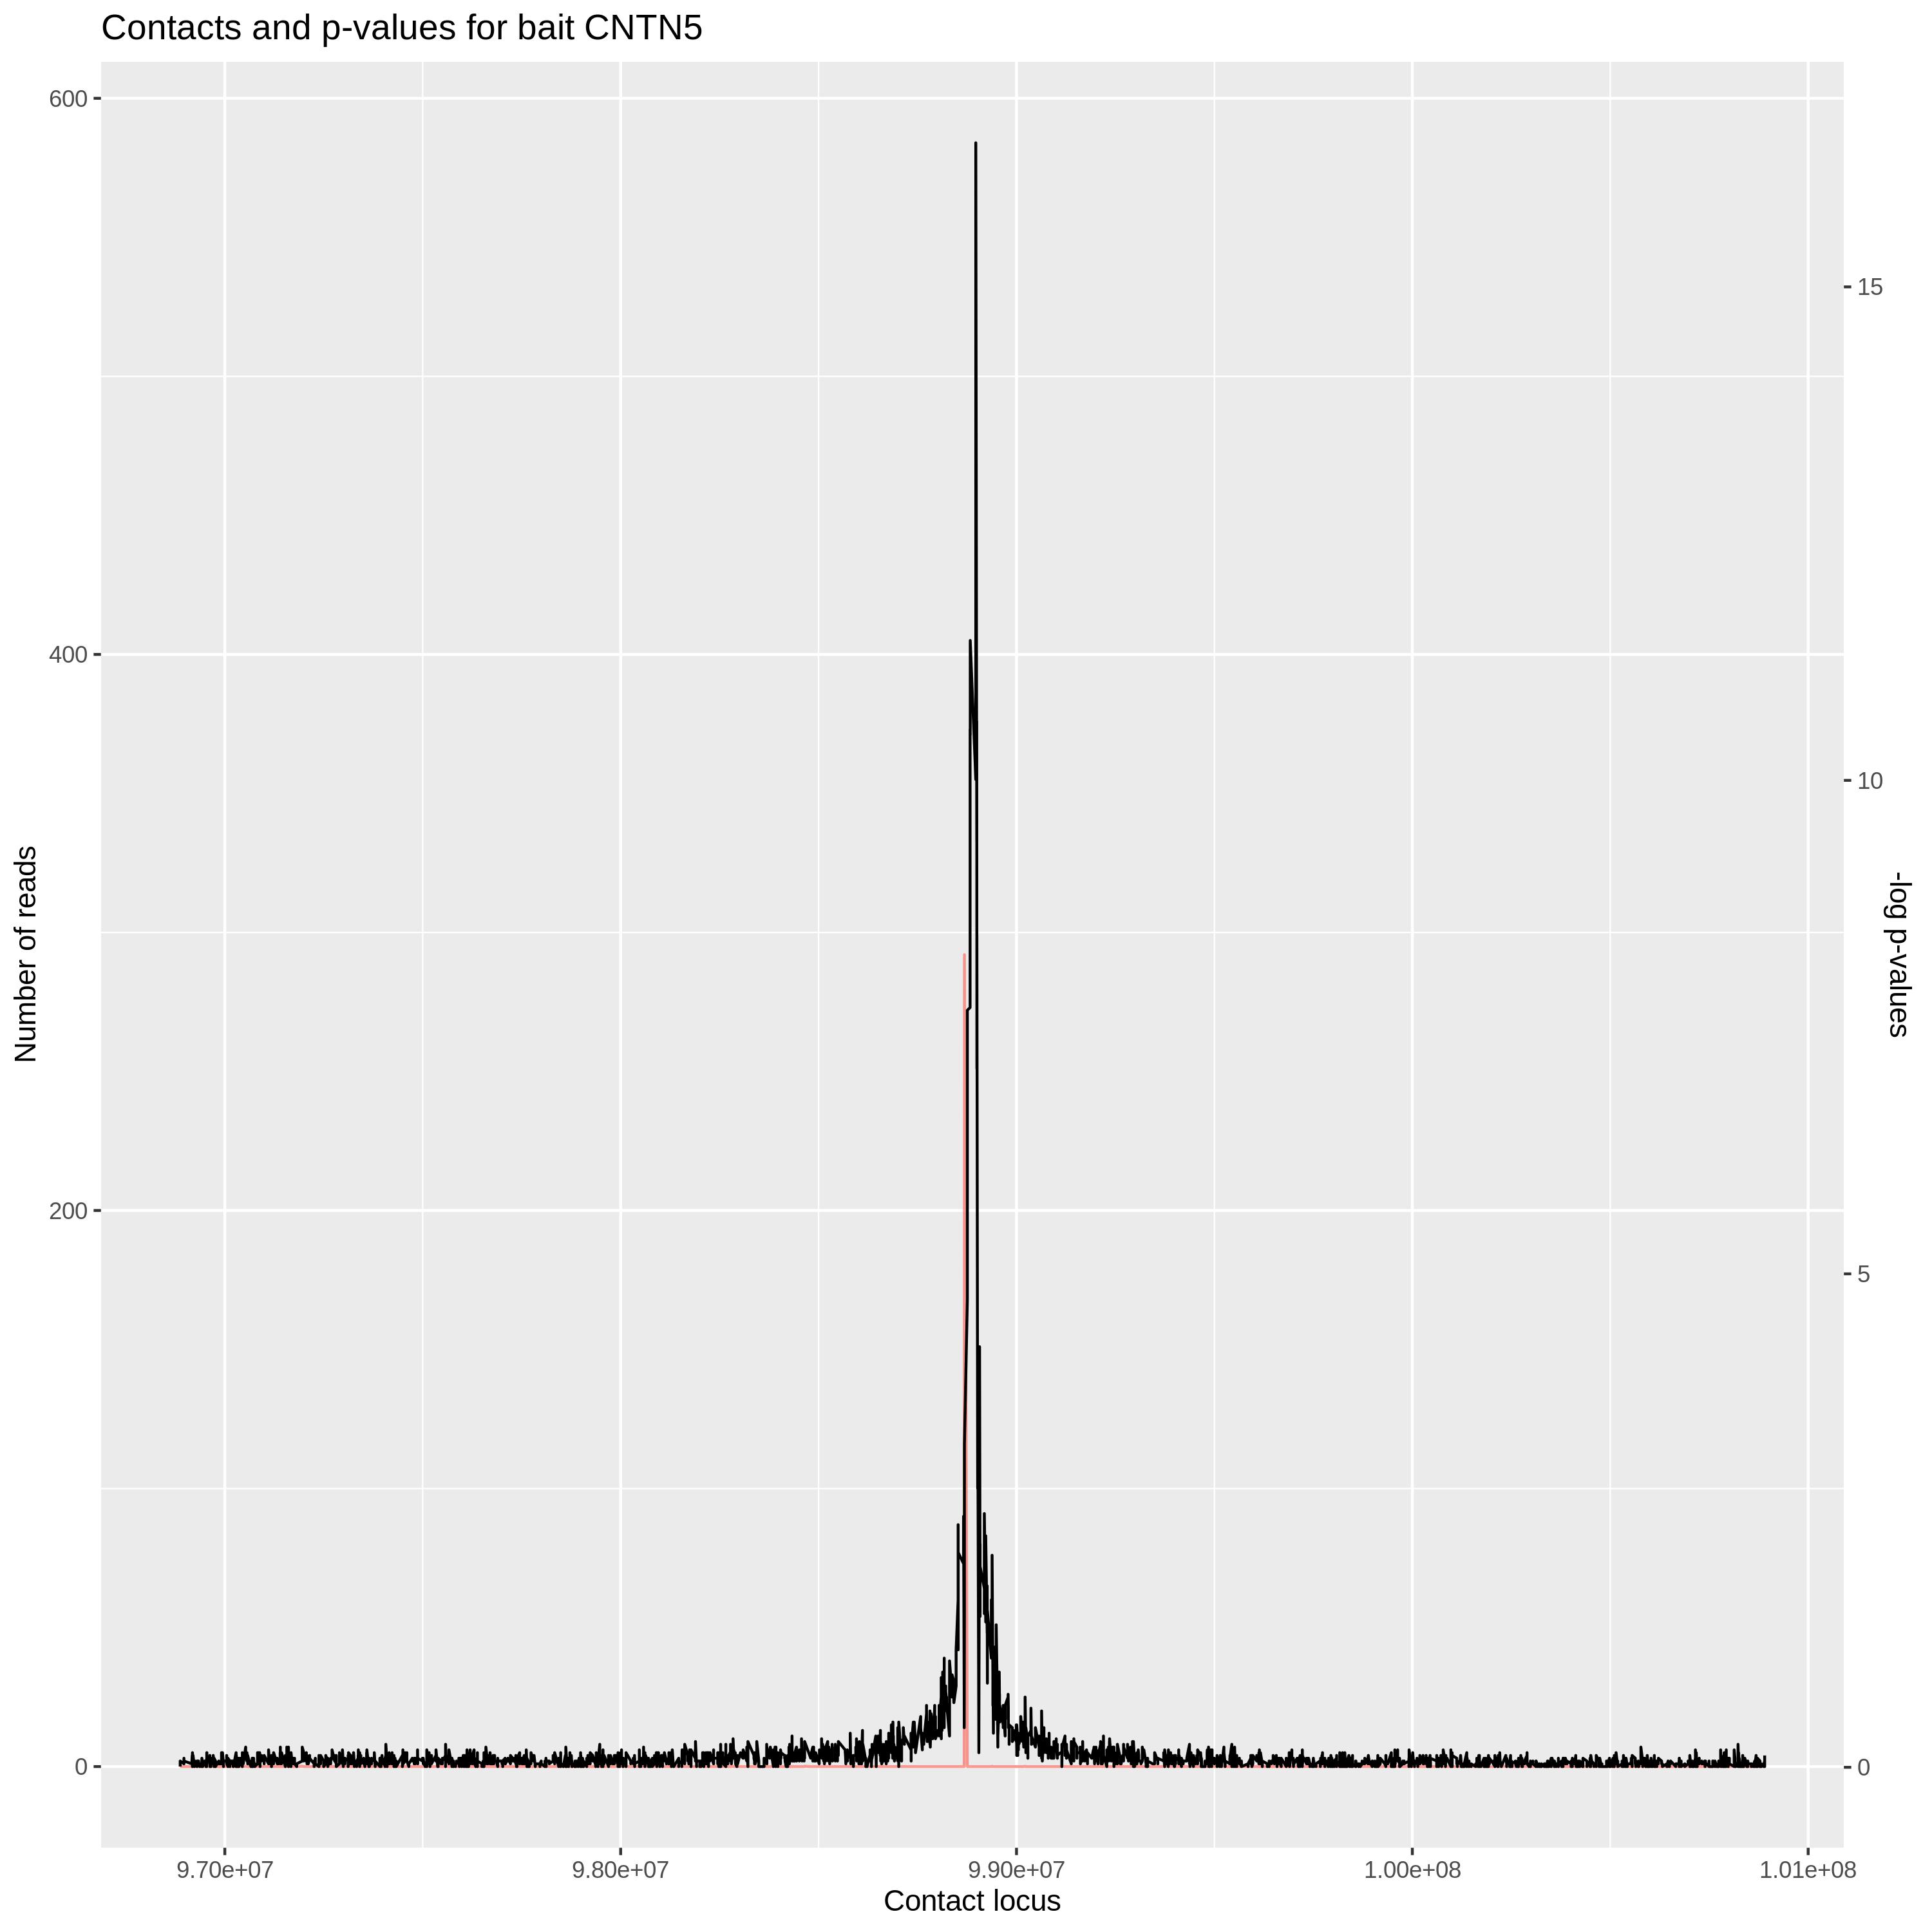 Contacts and p-values for bait CNTN5
600
400
200
0
15
10
5
0
Number of reads
-log p-values
9.70e+07
9.80e+07
9.90e+07
1.00e+08
1.01e+08
Contact locus